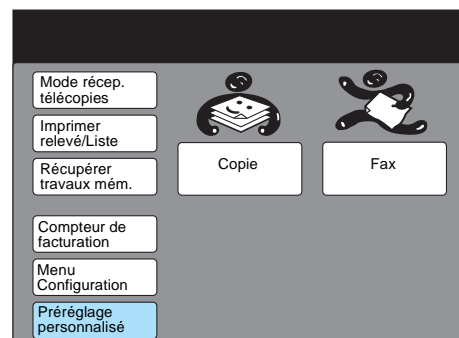 Mode récep.
télécopies
Imprimer
relevé/Liste
Récupérer
travaux mém.
Copie
Fax
Compteur de
facturation
Menu
Configuration
Préréglage
personnalisé